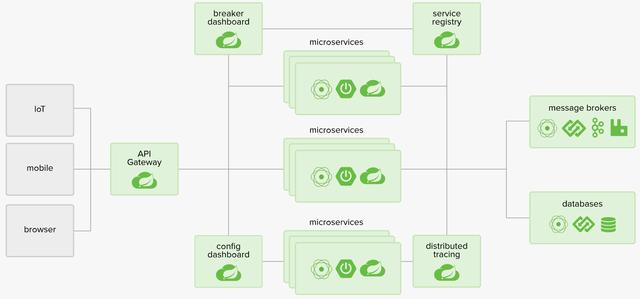 breaker
dashboard
service
registry
microservices
IoT
message brokers
microservices
API
Gateway
mobile
databases
microservices
browser
config
dashboard
distributed
tracing